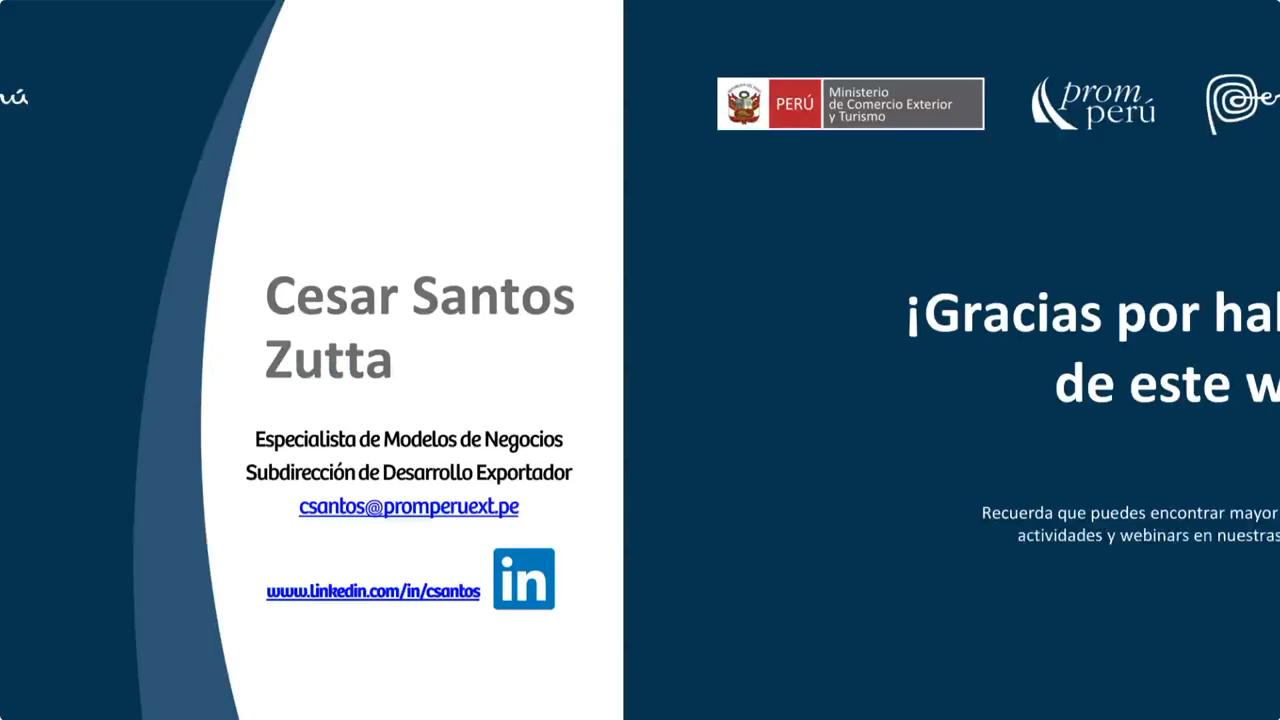 Cesar Santos
Zutta
Especialista de Modelos de Negocios
Subdirección de Desarrollo Exportador
csantos@promperuext.pe
www.linkedin.com/in/csantos
in
PERÚ
Ministerio
de Comercio Exterior
y Turismo
prom
perú
¡Gracias por
de este
Recuerda que puedes encontrar mayor
actividades y webinars en nuestras